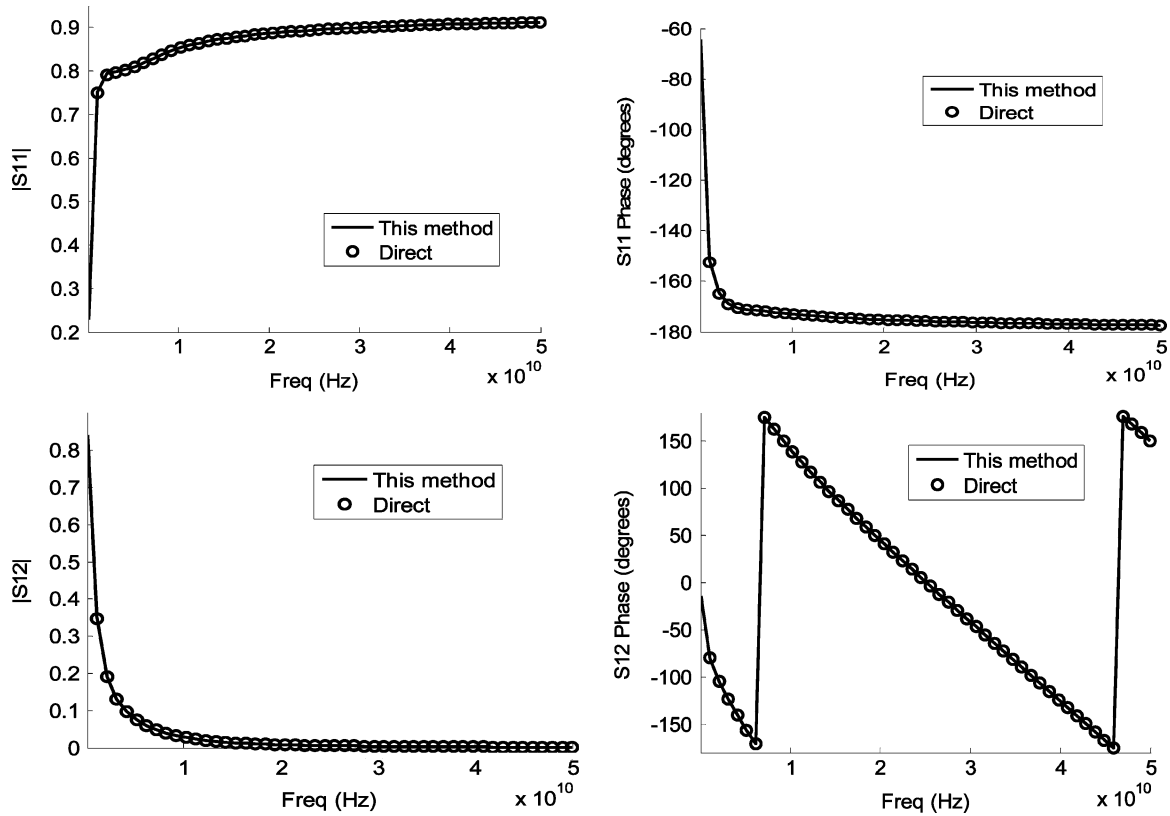 0.9
0.8
0.7
0.6
0.5
0.4
0.3
0.2
|S11|
This method
Direct
1 2 3 4 5
Freq (Hz)
x 10^10
-60
-80
-100
-120
-140
-160
-180
S11 Phase (degrees)
This method
Direct
1 2 3 4 5
Freq (Hz)
x 10^10
0.8
0.7
0.6
0.5
0.4
0.3
0.2
0.1
0
|S12|
This method
Direct
1 2 3 4 5
Freq (Hz)
x 10^10
150
100
50
0
-50
-100
-150
S12 Phase (degrees)
This method
Direct
1 2 3 4 5
Freq (Hz)
x 10^10